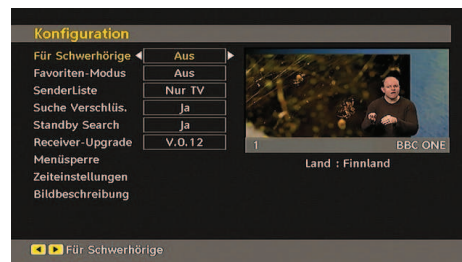 Konfiguration
Für Schwerhörige Aus
Favoriten-Modus Aus
SenderListe Nur TV
Suche Verschlüs. Ja
Standby Search Ja
Receiver-Upgrade V.0.12
Menüsperre
Zeiteinstellungen
Bildbeschreibung
1 BBC ONE
Land : Finnland
Für Schwerhörige